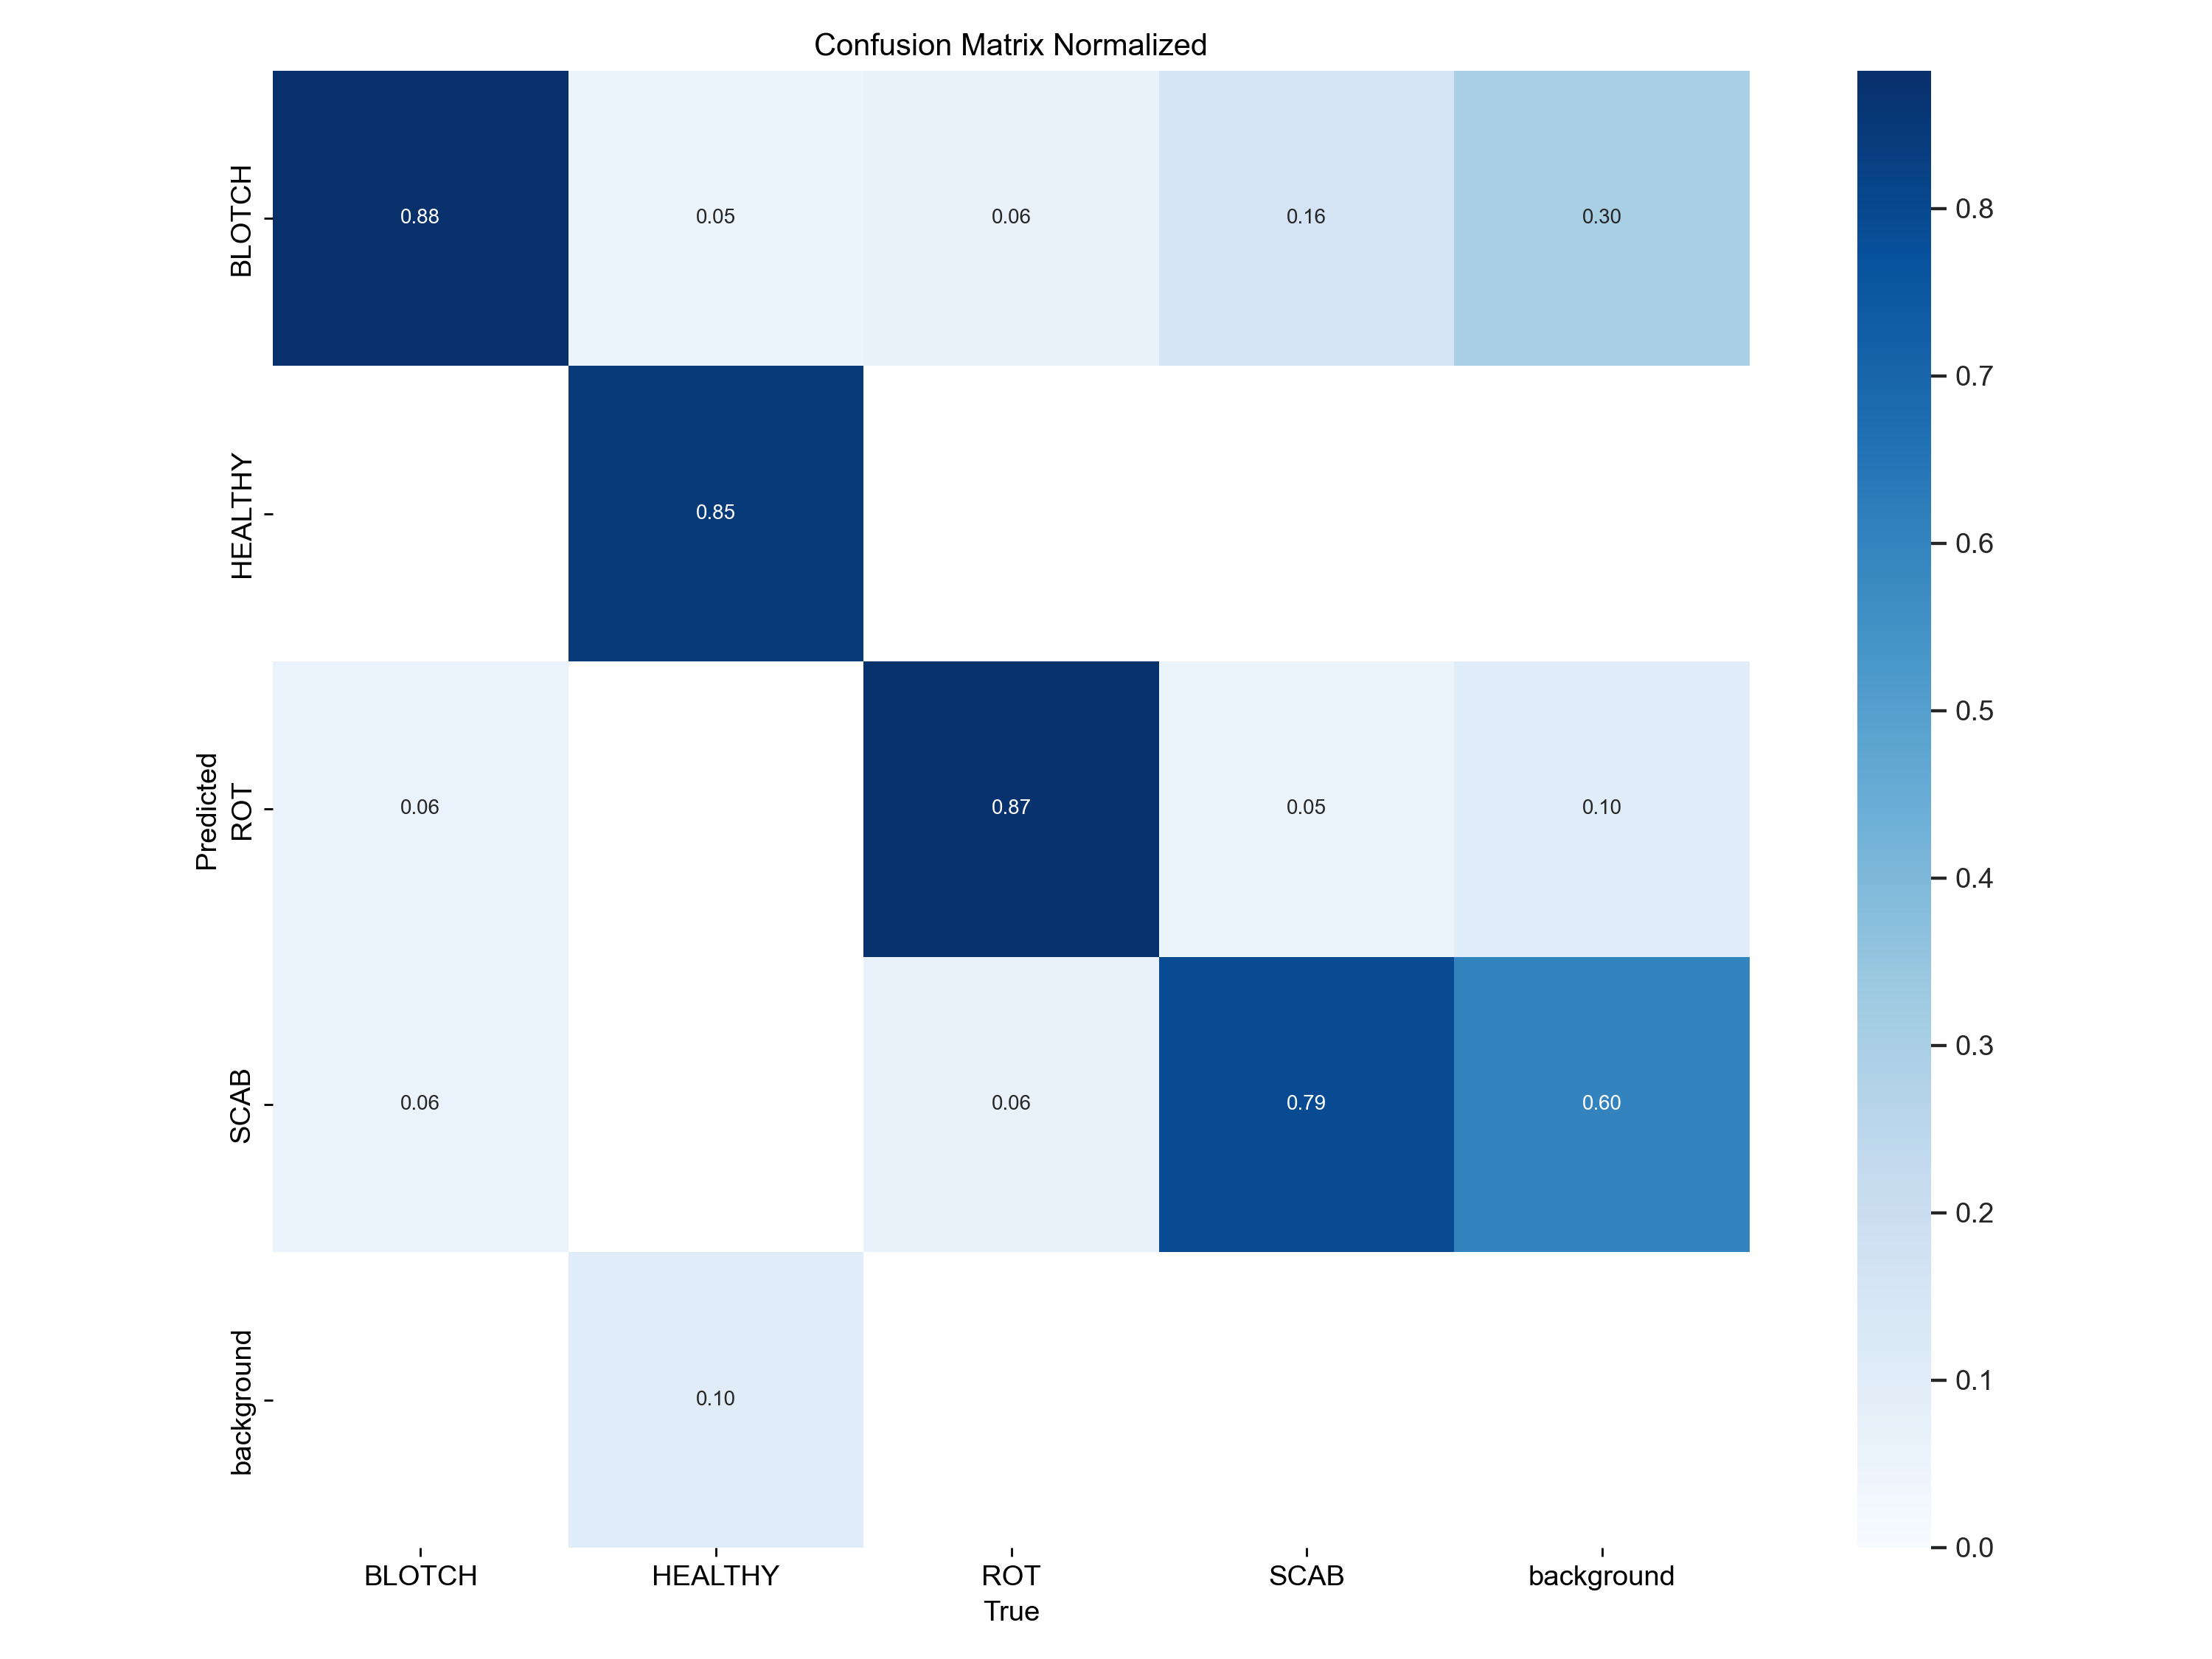 Confusion Matrix Normalized
BLOTCH
0.88
0.05
0.06
0.16
0.30
HEALTHY
0.85
Predicted
ROT
0.06
0.87
0.05
0.10
SCAB
0.06
0.06
0.79
0.60
background
0.10
BLOTCH
HEALTHY
ROT
SCAB
background
True
0.8
0.7
0.6
0.5
0.4
0.3
0.2
0.1
0.0